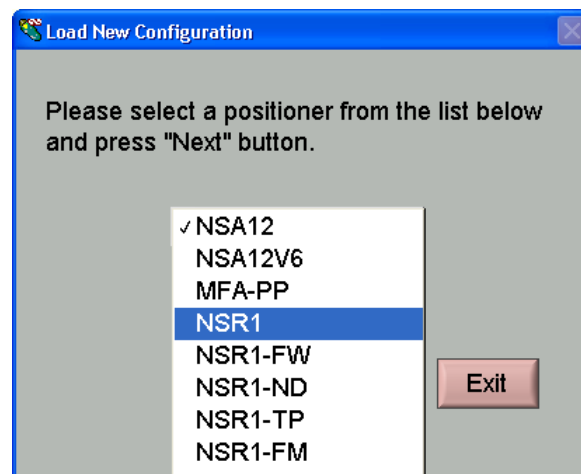 Load New Configuration
Please select a positioner from the list below
and press "Next" button.
✓ NSA12
NSA12V6
MFA-PP
NSR1
NSR1-FW
NSR1-ND
Exit
NSR1-TP
NSR1-FM